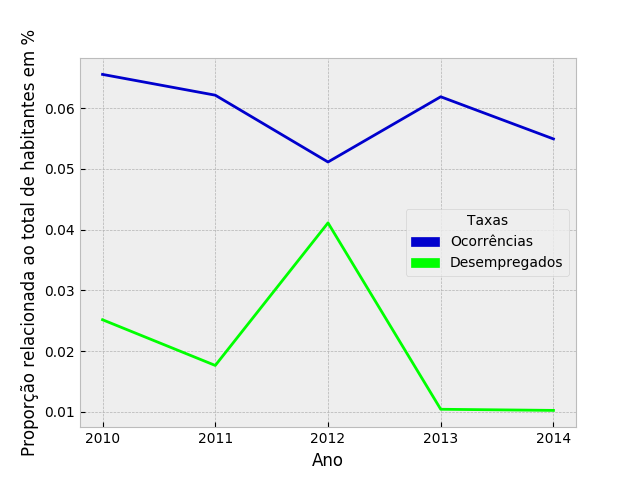 Proporção relacionada ao total de habitantes em %
0.06
0.05
0.04
0.03
0.02
0.01
Taxas
Ocorrências
Desempregados
2010 2011 2012 2013 2014
Ano